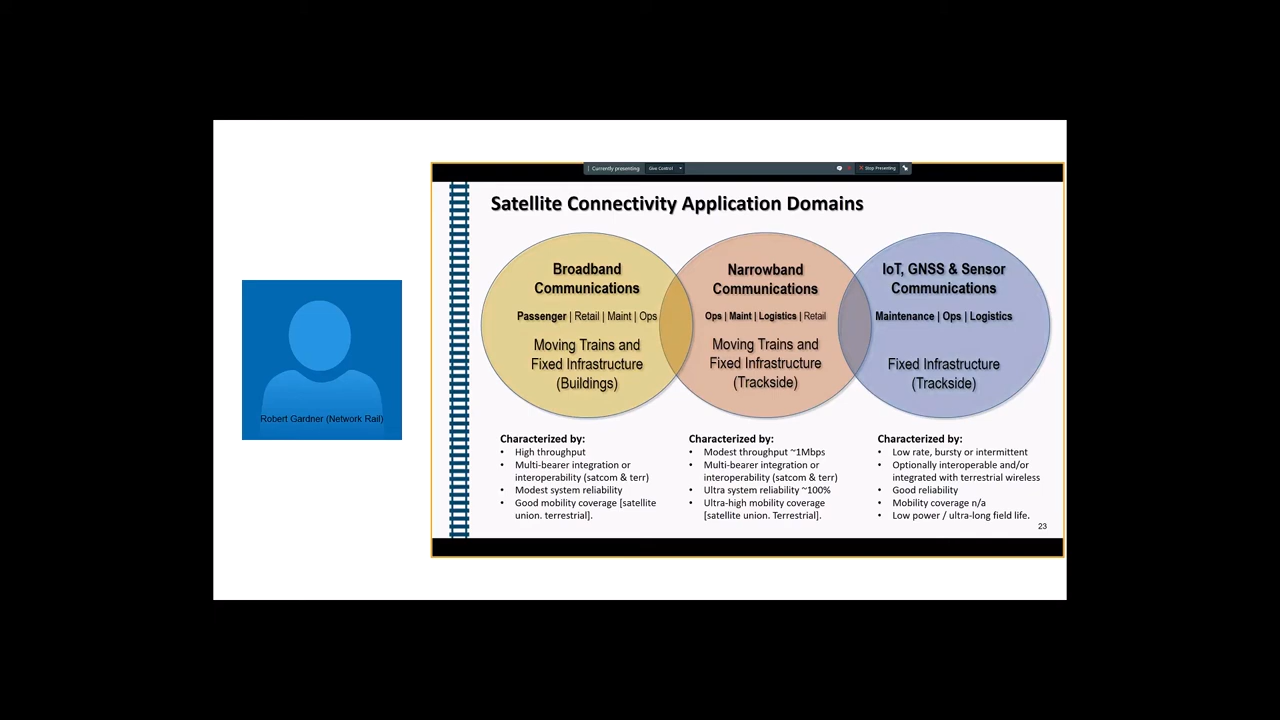 Currently presenting
Give Control
Stop Presenting
Satellite Connectivity Application Domains
Broadband
Communications
Passenger | Retail | Maint | Ops
Moving Trains and
Fixed Infrastructure
(Buildings)
Narrowband
Communications
Ops | Maint | Logistics | Retail
Moving Trains and
Fixed Infrastructure
(Trackside)
IoT, GNSS & Sensor
Communications
Maintenance | Ops | Logistics
Fixed Infrastructure
(Trackside)
Robert Gardner (Network Rail)
Characterized by:
• High throughput
• Multi-bearer integration or
interoperability (satcom & terr)
• Modest system reliability
• Good mobility coverage [satellite
union. terrestrial].
Characterized by:
• Modest throughput ~1Mbps
• Multi-bearer integration or
interoperability (satcom & terr)
• Ultra system reliability ~100%
• Ultra-high mobility coverage
[satellite union. Terrestrial].
Characterized by:
• Low rate, bursty or intermittent
• Optionally interoperable and/or
integrated with terrestrial wireless
• Good reliability
• Mobility coverage n/a
• Low power / ultra-long field life.
23